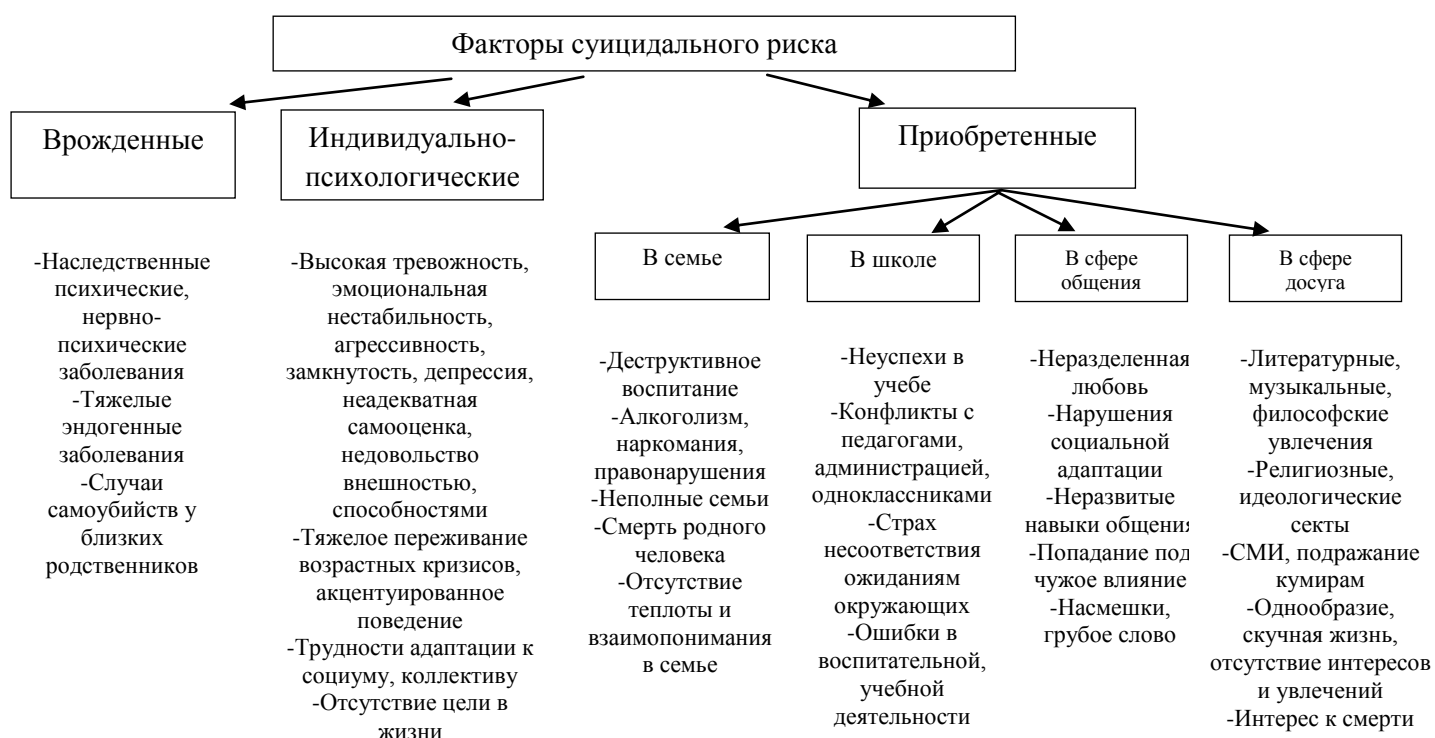 Факторы суицидального риска
Врожденные
Индивидуально-
психологические
Приобретенные
В семье
В школе
В сфере
общения
В сфере
досуга
-Наследственные
психические,
нервно-
психические
заболевания
-Тяжелые
эндогенные
заболевания
-Случаи
самоубийств у
близких
родственников
-Высокая тревожность,
эмоциональная
нестабильность,
агрессивность,
замкнутость, депрессия,
неадекватная
самооценка,
недовольство
внешностью,
способностями
-Тяжелое переживание
возрастных кризисов,
акцентуированное
поведение
-Трудности адаптации к
социуму, коллективу
-Отсутствие цели в
жизни
-Деструктивное
воспитание
-Алкоголизм,
наркомания,
правонарушения
-Неполные семьи
-Смерть родного
человека
-Отсутствие
теплоты и
взаимопонимания
в семье
-Неуспехи в
учебе
-Конфликты с
педагогами,
администрацией,
одноклассниками
-Страх
несоответствия
ожиданиям
окружающих
-Ошибки в
воспитательной,
учебной
деятельности
-Неразделенная
любовь
-Нарушения
социальной
адаптации
-Неразвитые
навыки общения
-Попадание под
чужое влияние
-Насмешки,
грубое слово
-Литературные,
музыкальные,
философские
увлечения
-Религиозные,
идеологические
секты
-СМИ, подражание
кумирам
-Однообразие,
скучная жизнь,
отсутствие интересов
и увлечений
-Интерес к смерти